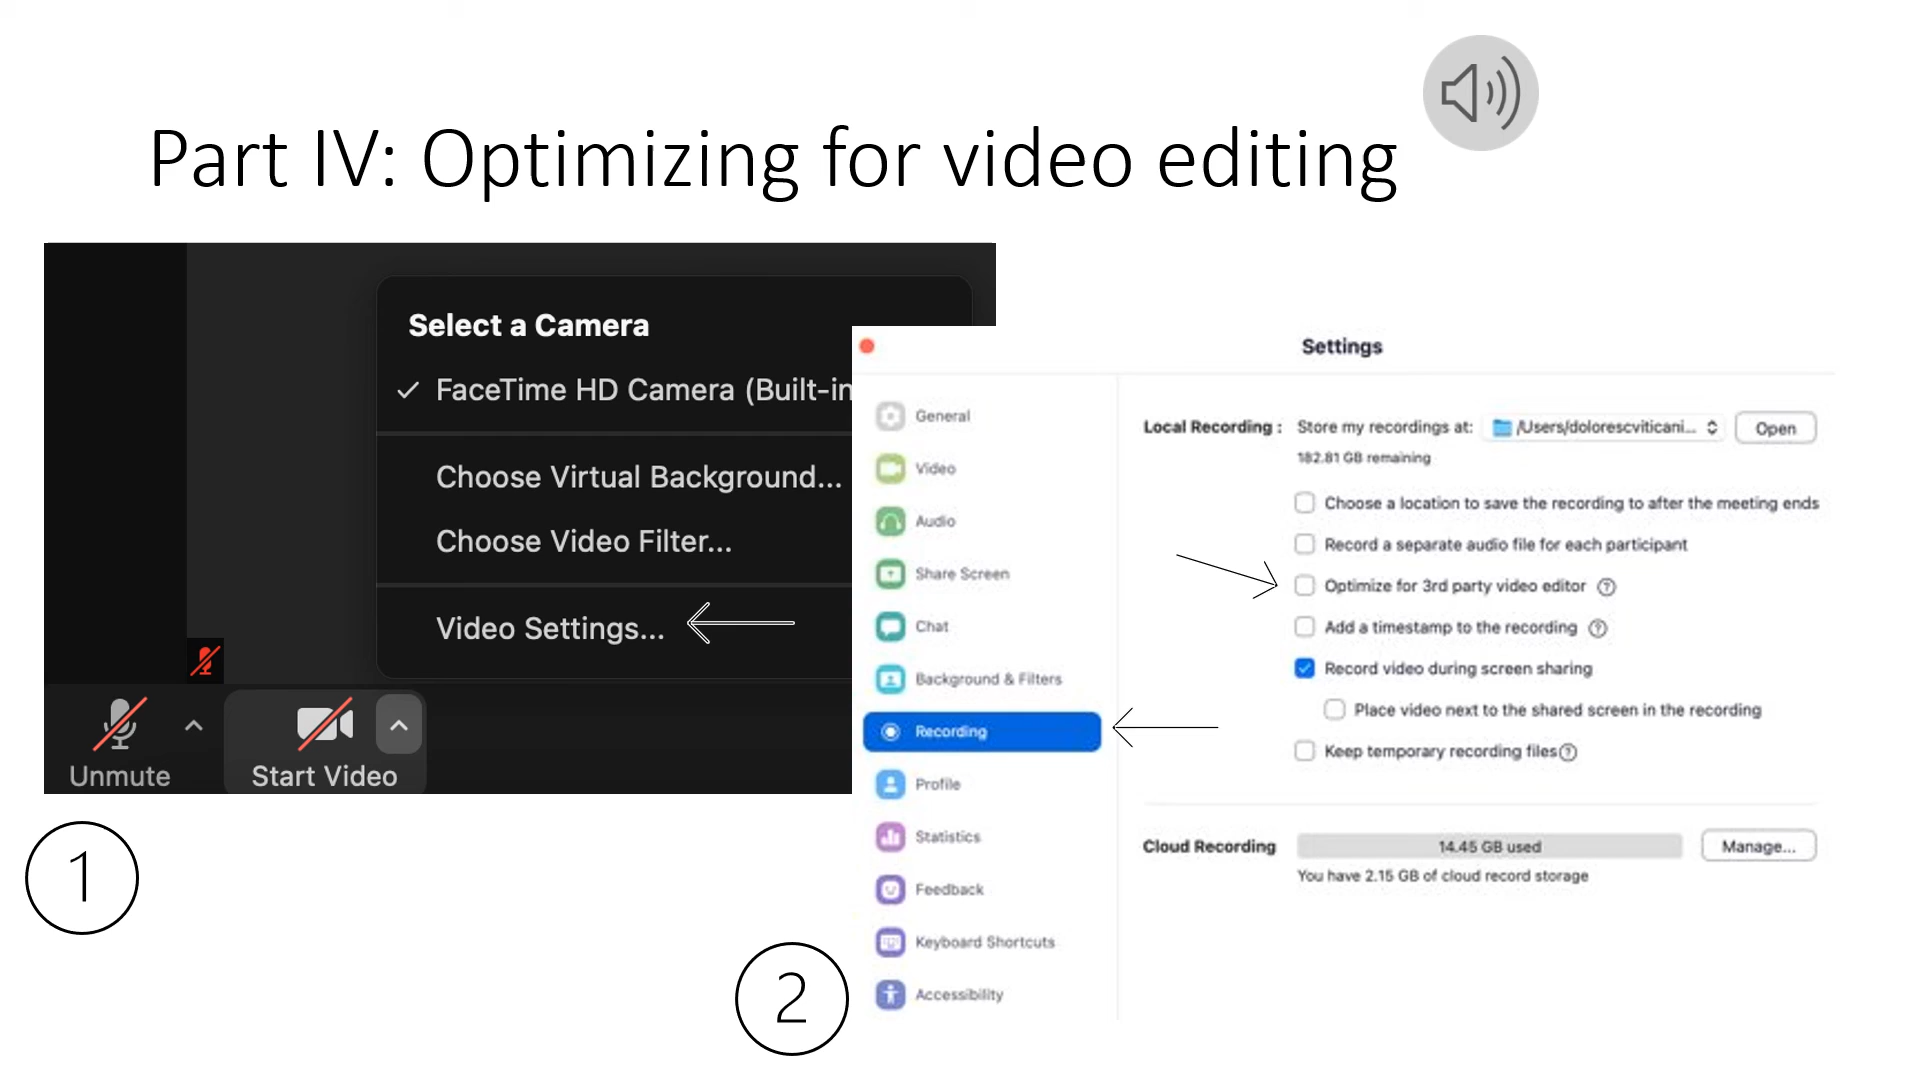 Part IV: Optimizing for video editing
Select a Camera
FaceTime HD Camera (Built-in
Choose Virtual Background...
Choose Video Filter...
Video Settings...
Unmute
Start Video
1
Settings
General
Video
Audio
Share Screen
Chat
Background & Filters
Recording
Profile
Statistics
Feedback
Keyboard Shortcuts
Accessibility
Local Recording : Store my recordings at: /Users/dolorescviticani... Open
182.81 GB remaining
Choose a location to save the recording to after the meeting ends
Record a separate audio file for each participant
Optimize for 3rd party video editor ?
Add a timestamp to the recording ?
Record video during screen sharing
Place video next to the shared screen in the recording
Keep temporary recording files ?
Cloud Recording 14.45 GB used Manage...
You have 2.15 GB of cloud record storage
2